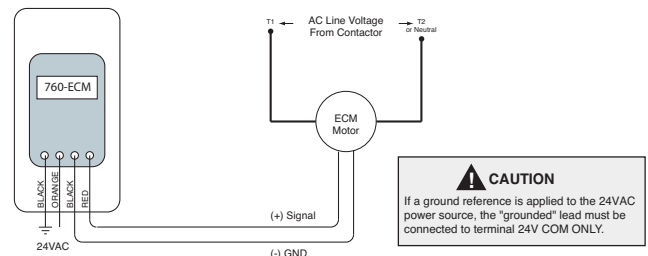 T1
AC Line Voltage
From Contactor
T2
or Neutral
760-ECM
ECM
Motor
BLACK
ORANGE
BLACK
RED
24VAC
(+) Signal
(-) GND
! CAUTION
If a ground reference is applied to the 24VAC
power source, the "grounded" lead must be
connected to terminal 24V COM ONLY.